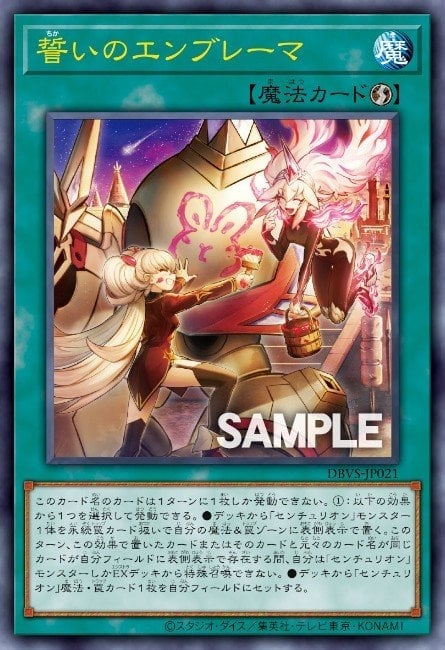 誓いのエンブレーマ
魔
【魔法カード】
SAMPLE
DBVS-JP021
このカード名のカードは1ターンに1枚しか発動できない。①:以下の効果
から1つを選択して発動できる。●デッキから「センチュリオン」モンスター
1体を永続罠カード扱いで自分の魔法&罠ゾーンに表側表示で置く。このタ
ーン、この効果で置いたカードまたはそのカードと元々のカード名が同じ
カードが自分フィールドに表側表示で存在する間、自分は「センチュリオン」
モンスターしかEXデッキから特殊召喚できない。●デッキから「センチュリ
オン」魔法・罠カード1枚を自分フィールドにセットする。
©スタジオ・ダイス/集英社・テレビ東京・KONAMI